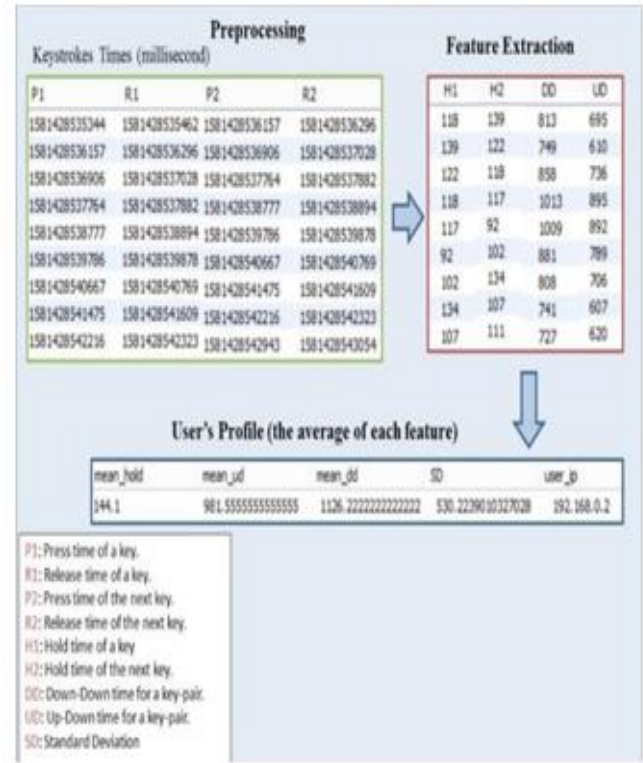 Preprocessing
Keystrokes Times (millisecond)
P1 R1 P2 R2
1581428535344 1581428535462 1581428536157 1581428536296
1581428536157 1581428536296 1581428536906 1581428537028
1581428536906 1581428537028 1581428537764 1581428537882
1581428537764 1581428537882 1581428538777 1581428538894
1581428538777 1581428538894 1581428539786 1581428539878
1581428539786 1581428539878 1581428540667 1581428540769
1581428540667 1581428540769 1581428541475 1581428541609
1581428541475 1581428541609 1581428542216 1581428542323
1581428542216 1581428542323 1581428542943 1581428543054
Feature Extraction
H1 H2 DD UD
118 139 813 695
139 122 749 610
122 118 858 736
118 117 1013 895
117 92 1009 892
92 102 881 789
102 134 808 706
134 107 741 607
107 111 727 620
User's Profile (the average of each feature)
mean_hold mean_ud mean_dd SD user_ip
144.1 981.5555555555555 1126.2222222222222 530.2239010327028 192.168.0.2
P1: Press time of a key.
R1: Release time of a key.
P2: Press time of the next key.
R2: Release time of the next key.
H1: Hold time of a key
H2: Hold time of the next key.
DD: Down-Down time for a key-pair.
UD: Up-Down time for a key-pair.
SD: Standard Deviation